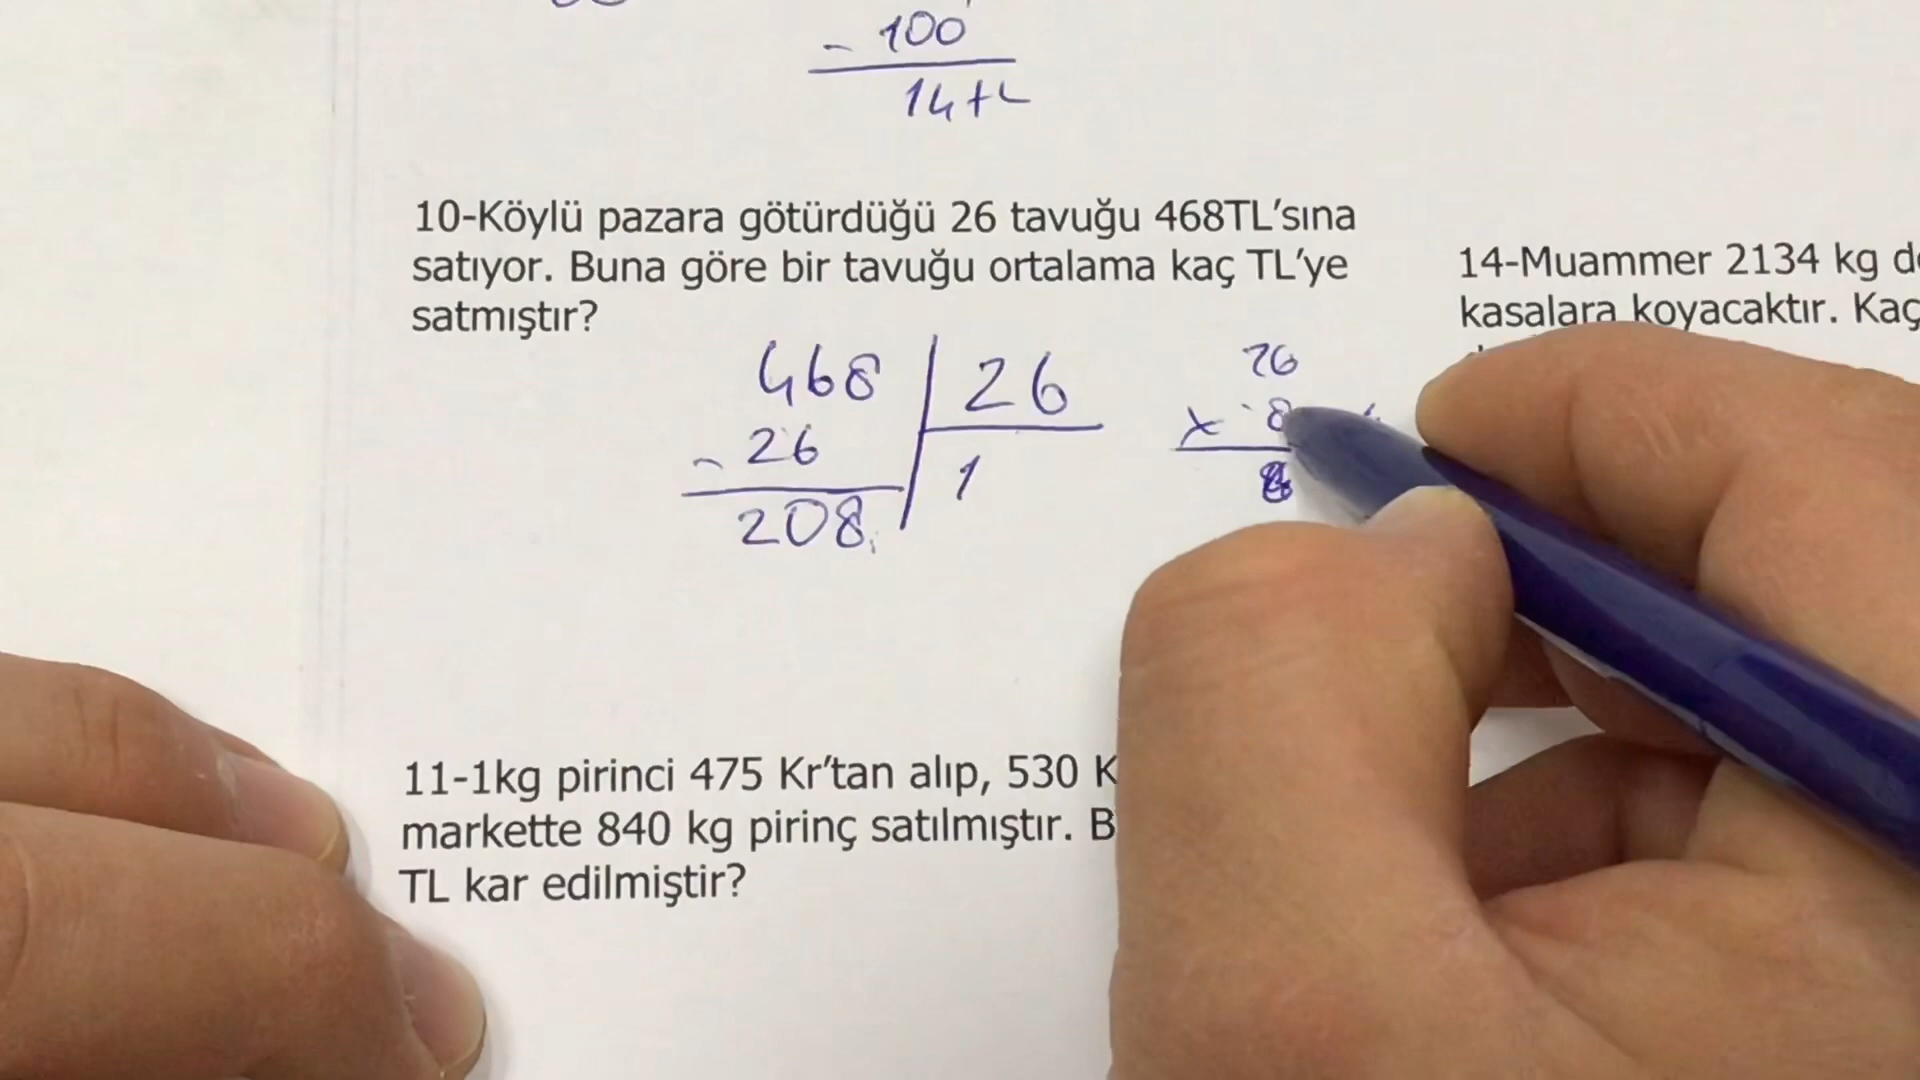 - 100
14 TL
10-Köylü pazara götürdüğü 26 tavuğu 468TL'sına
satıyor. Buna göre bir tavuğu ortalama kaç TL'ye
satmıştır?
468 26
- 26 1
208
26
x 8
14-Muammer 2134 kg
kasalara koyacaktır. Kaç
11-1kg pirinci 475 Kr'tan alıp, 530 K
markette 840 kg pirinç satılmıştır. B
TL kar edilmiştir?